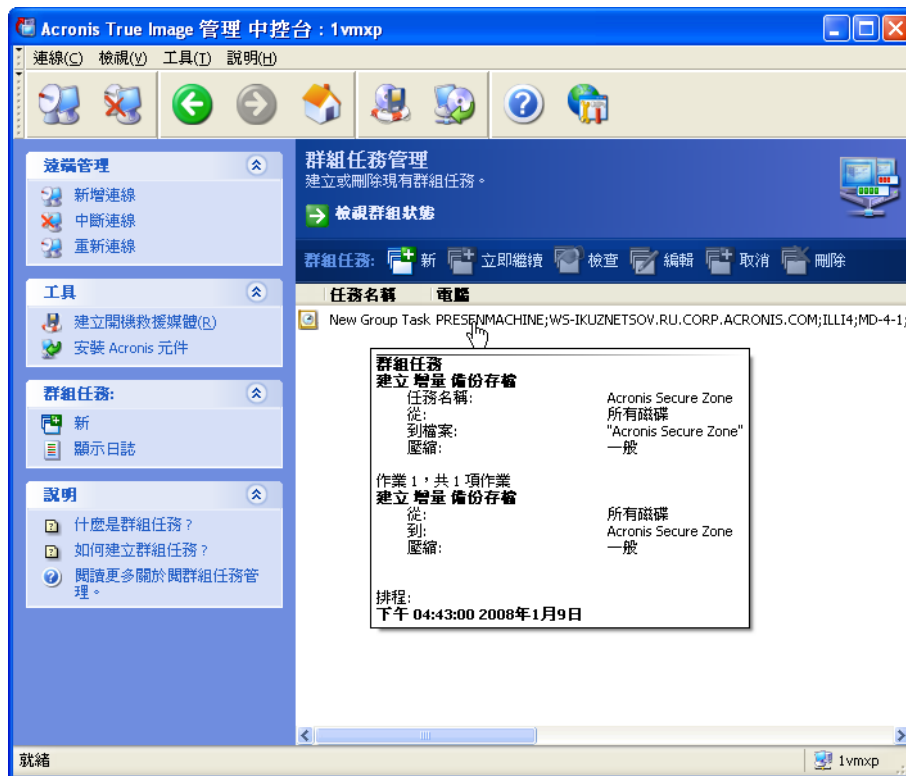 Acronis True Image 管理 中控台 : 1vmxp
連線(C) 檢視(V) 工具(T) 說明(H)
遠端管理
新增連線
中斷連線
重新連線
工具
建立開機救援媒體(R)
安裝 Acronis 元件
群組任務:
新
顯示日誌
說明
什麼是群組任務?
如何建立群組任務?
閱讀更多關於閱群組任務管
理。
群組任務管理
建立或刪除現有群組任務。
檢視群組狀態
群組任務: 新 立即繼續 檢查 編輯 取消 刪除
任務名稱 電腦
New Group Task PRESENMACHINE;WS-IKUZNETSOV.RU.CORP.ACRONIS.COM;ILLI4;MD-4-1;
群組任務
建立 增量 備份存檔
任務名稱: Acronis Secure Zone
從: 所有磁碟
到檔案: "Acronis Secure Zone"
壓縮: 一般
作業 1,共 1 項作業
建立 增量 備份存檔
從: 所有磁碟
到: Acronis Secure Zone
壓縮: 一般
排程:
下午 04:43:00 2008年1月9日
就緒
1vmxp